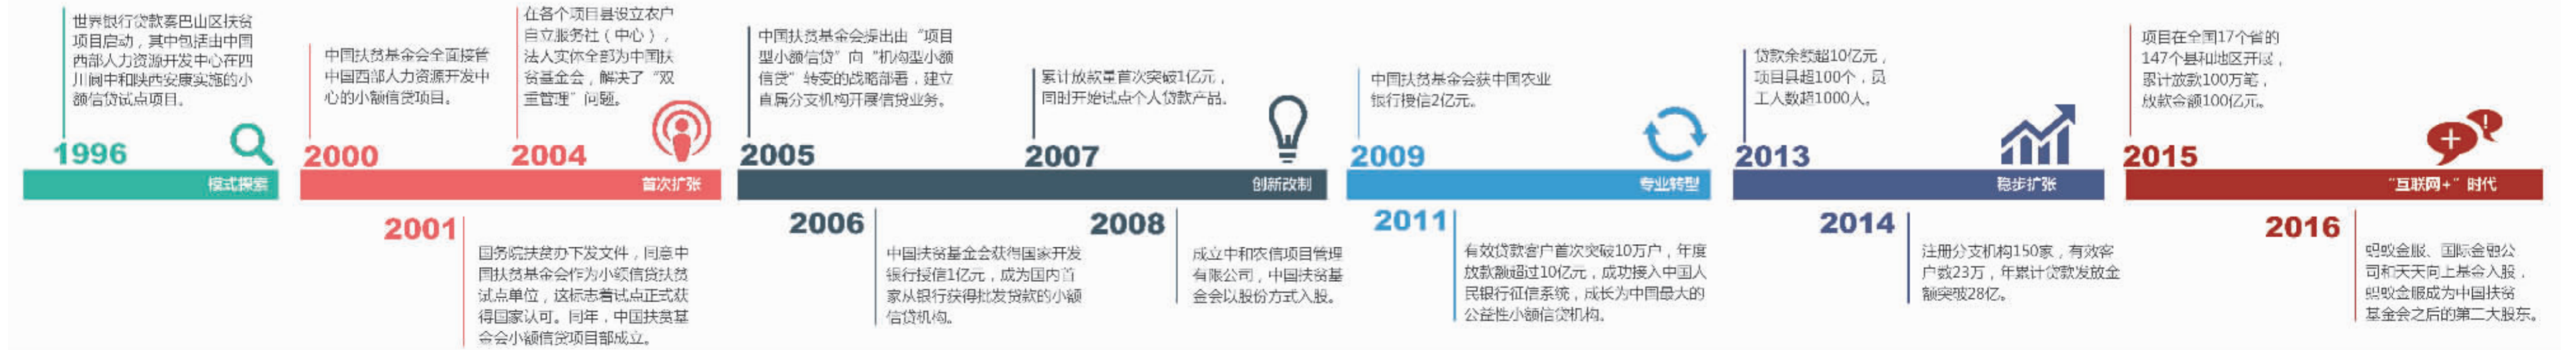 世界银行贷款秦巴山区扶贫
项目启动，其中包括由中国
西部人力资源开发中心在四
川阆中和陕西安康实施的小
额信贷试点项目。
1996
模式探索
中国扶贫基金会全面接管
中国西部人力资源开发中
心的小额信贷项目。
2000
2001
国务院扶贫办下发文件，同意中
国扶贫基金会作为小额信贷扶贫
试点单位，这标志着试点正式获
得国家认可。同年，中国扶贫基
金会小额信贷项目部成立。
在各个项目县设立农户
自立服务社（中心），
法人实体全部为中国扶
贫基金会，解决了“双
重管理”问题。
2004
首次扩张
中国扶贫基金会提出由“项目
型小额信贷”向“机构型小额
信贷”转变的战略部署，建立
直属分支机构开展信贷业务。
2005
2006
中国扶贫基金会获得国家开发
银行授信1亿元，成为国内首
家从银行获得批发贷款的小额
信贷机构。
累计放款量首次突破1亿元，
同时开始试点个人贷款产品。
2007
2008
成立中和农信项目管理
有限公司，中国扶贫基
金会以股份方式入股。
创新改制
中国扶贫基金会获中国农业
银行授信2亿元。
2009
2011
有效贷款客户首次突破10万户，年度
放款额超过10亿元，成功接入中国人
民银行征信系统，成长为中国最大的
公益性小额信贷机构。
专业转型
贷款余额超10亿元，
项目县超100个，员
工人数超1000人。
2013
2014
注册分支机构150家，有效客
户数23万，年累计贷款发放金
额突破28亿。
稳步扩张
项目在全国17个省的
147个县和地区开展，
累计放款100万笔，
放款金额100亿元。
2015
2016
蚂蚁金服、国际金融公
司和天天向上基金入股，
蚂蚁金服成为中国扶贫
基金会之后的第二大股东。
“互联网+”时代